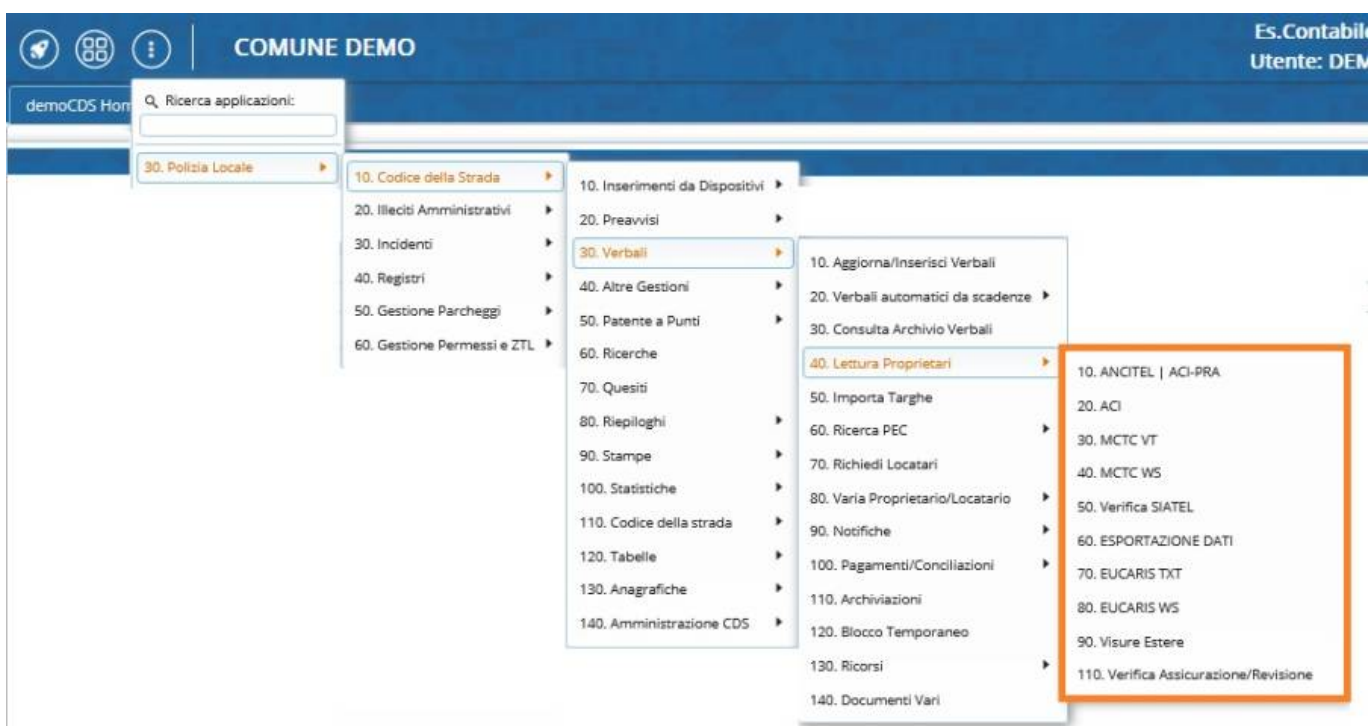 COMUNE DEMO
Es.Contabile
Utente: DEM
demoCDS Hom
Ricerca applicazioni:
30. Polizia Locale
10. Codice della Strada
20. Illeciti Amministrativi
30. Incidenti
40. Registri
50. Gestione Parcheggi
60. Gestione Permessi e ZTL
10. Inserimenti da Dispositivi
20. Preavvisi
30. Verbali
40. Altre Gestioni
50. Patente a Punti
60. Ricerche
70. Quesiti
80. Riepiloghi
90. Stampe
100. Statistiche
110. Codice della strada
120. Tabelle
130. Anagrafiche
140. Amministrazione CDS
10. Aggiorna/Inserisci Verbali
20. Verbali automatici da scadenze
30. Consulta Archivio Verbali
40. Lettura Proprietari
50. Importa Targhe
60. Ricerca PEC
70. Richiedi Locatari
80. Varia Proprietario/Locatario
90. Notifiche
100. Pagamenti/Conciliazioni
110. Archiviazioni
120. Blocco Temporaneo
130. Ricorsi
140. Documenti Vari
10. ANCITEL | ACI-PRA
20. ACI
30. MCTC VT
40. MCTC WS
50. Verifica SIATEL
60. ESPORTAZIONE DATI
70. EUCARIS TXT
80. EUCARIS WS
90. Visure Estere
110. Verifica Assicurazione/Revisione